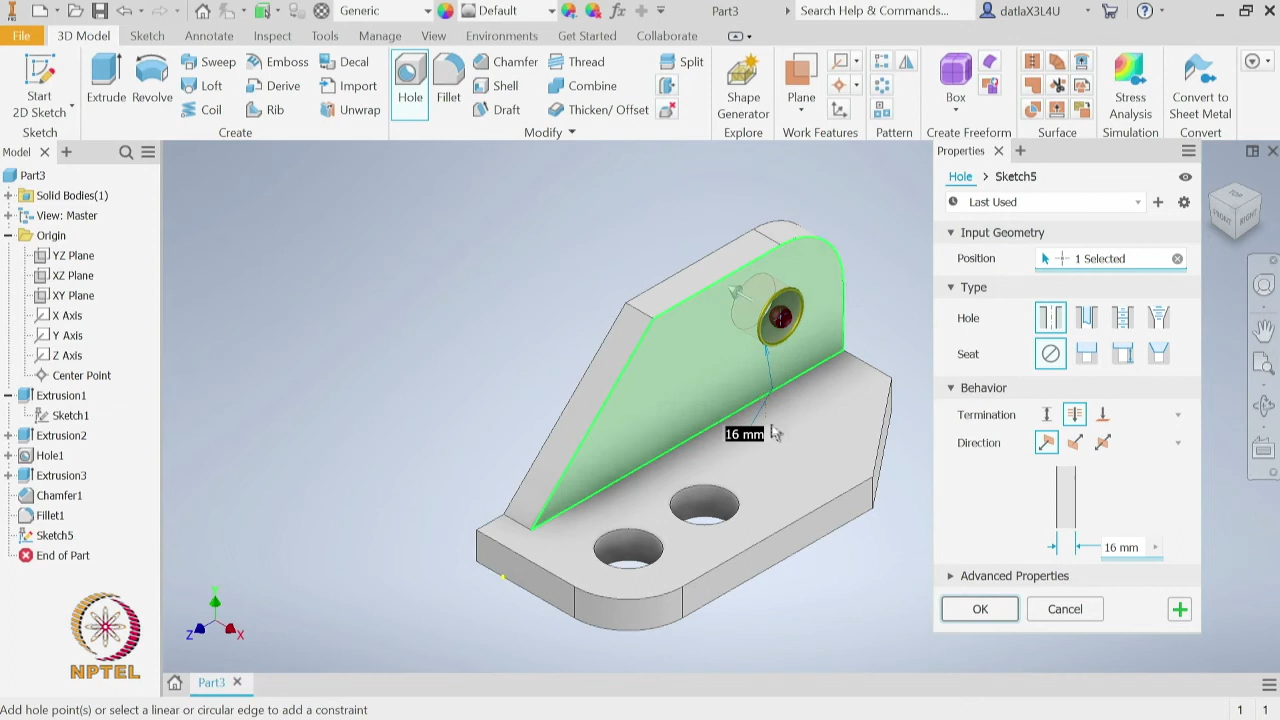 Generic
Default
fx
Part3
Search Help & Commands...
datlaX3L4U
File
3D Model
Sketch
Annotate
Inspect
Tools
Manage
View
Environments
Get Started
Collaborate
Start
2D Sketch
Sketch
Extrude
Revolve
Sweep
Loft
Coil
Emboss
Derive
Rib
Decal
Import
Unwrap
Create
Hole
Fillet
Chamfer
Shell
Draft
Thread
Combine
Thicken/ Offset
Split
Modify
Shape
Generator
Explore
Plane
Work Features
Pattern
Box
Create Freeform
Surface
Stress
Analysis
Simulation
Convert to
Sheet Metal
Convert
Model
Part3
Solid Bodies(1)
View: Master
Origin
YZ Plane
XZ Plane
XY Plane
X Axis
Y Axis
Z Axis
Center Point
Extrusion1
Sketch1
Extrusion2
Hole1
Extrusion3
Chamfer1
Fillet1
Sketch5
End of Part
NPTEL
Y
Z
X
16 mm
Properties
Hole > Sketch5
Last Used
Input Geometry
Position
1 Selected
Type
Hole
Seat
Behavior
Termination
Direction
16 mm
Advanced Properties
OK
Cancel
TOP
FRONT
RIGHT
Part3
Add hole point(s) or select a linear or circular edge to add a constraint
1
1